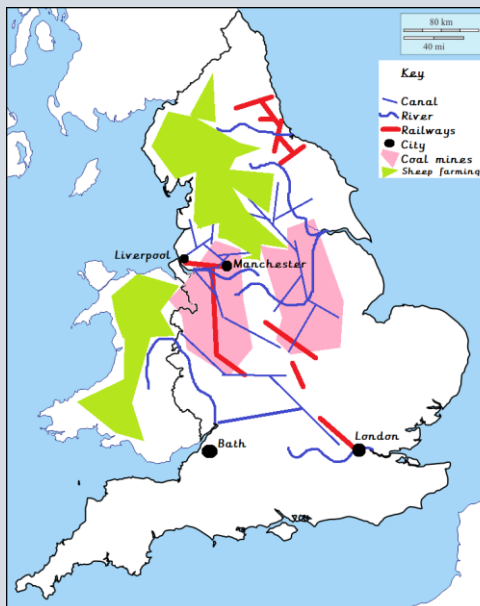 80 km
40 mi
Key
Canal
River
Railways
City
Coal mines
Sheep farming
Liverpool
Manchester
Bath
London